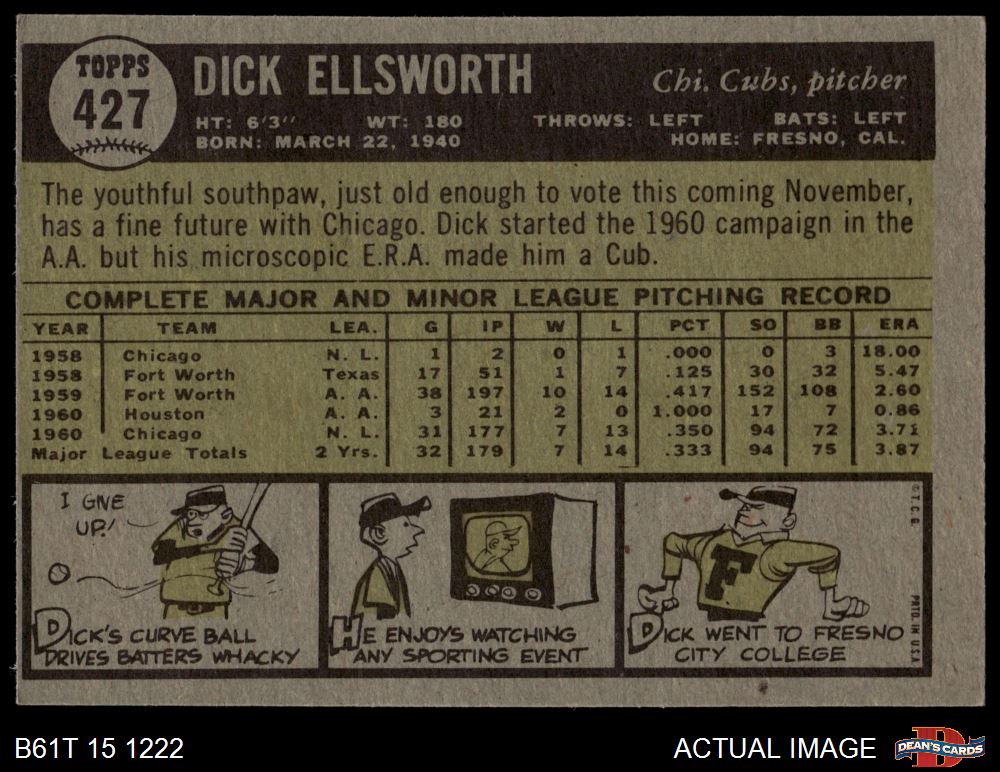 TOPPS
427
DICK ELLSWORTH
Chi. Cubs, pitcher
HT: 6'3" WT: 180 THROWS: LEFT BATS: LEFT
BORN: MARCH 22, 1940 HOME: FRESNO, CAL.
The youthful southpaw, just old enough to vote this coming November,
has a fine future with Chicago. Dick started the 1960 campaign in the
A.A. but his microscopic E.R.A. made him a Cub.
COMPLETE MAJOR AND MINOR LEAGUE PITCHING RECORD
YEAR TEAM LEA. G IP W L PCT SO BB ERA
1958 Chicago N. L. 1 2 0 1 .000 0 3 18.00
1958 Fort Worth Texas 17 51 1 7 .125 30 32 5.47
1959 Fort Worth A. A. 38 197 10 14 .417 152 108 2.60
1960 Houston A. A. 3 21 2 0 1.000 17 7 0.86
1960 Chicago N. L. 31 177 7 13 .350 94 72 3.71
Major League Totals 2 Yrs. 32 179 7 14 .333 94 75 3.87
I GIVE
UP!
DICK'S CURVE BALL
DRIVES BATTERS WHACKY
HE ENJOYS WATCHING
ANY SPORTING EVENT
F
DICK WENT TO FRESNO
CITY COLLEGE
© T. C. G.
PRTD. IN U.S.A.
B61T 15 1222
ACTUAL IMAGE
D
DEAN'S CARDS